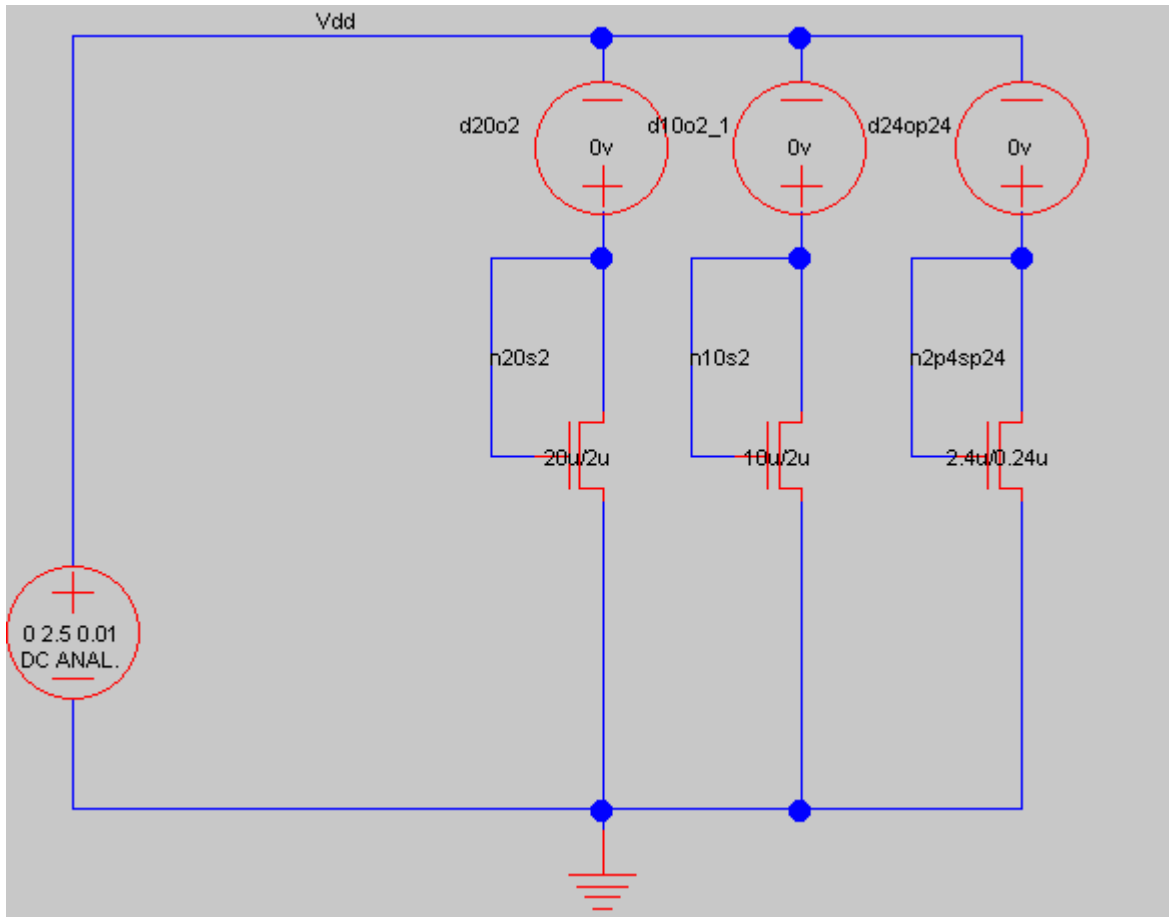 Vdd
d20o2
d10o2_1
d24op24
0v
0v
0v
n20s2
n10s2
n2p4sp24
20u/2u
10u/2u
2.4u/0.24u
0 2.5 0.01
DC ANAL.